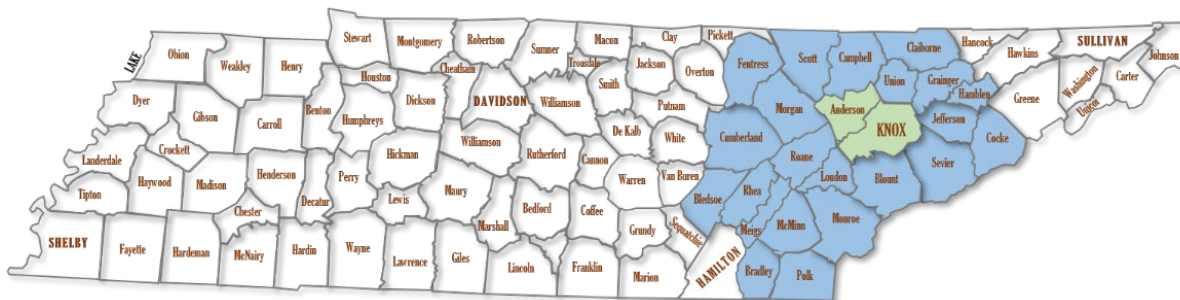 LAKE
Obion
Weakley
Henry
Stewart
Montgomery
Robertson
Sumner
Macon
Clay
Pickett
Fentress
Scott
Campbell
Claiborne
Hancock
Hawkins
SULLIVAN
Johnson
Houston
Cheatham
Trousdale
Jackson
Overton
Union
Grainger
Hamblen
Greene
Washington
Carter
Unicoi
Dyer
Gibson
Carroll
Benton
Humphreys
Dickson
DAVIDSON
Williamson
Smith
Putnam
Morgan
Anderson
KNOX
Jefferson
Cocke
Lauderdale
Crockett
Hickman
Williamson
Rutherford
De Kalb
Cannon
White
Cumberland
Roane
Loudon
Blount
Sevier
Tipton
Haywood
Madison
Henderson
Decatur
Perry
Lewis
Maury
Marshall
Bedford
Coffee
Warren
Van Buren
Bledsoe
Rhea
Meigs
McMinn
Monroe
SHELBY
Fayette
Hardeman
Chester
McNairy
Hardin
Wayne
Lawrence
Giles
Lincoln
Franklin
Grundy
Marion
Sequatchie
HAMILTON
Bradley
Polk